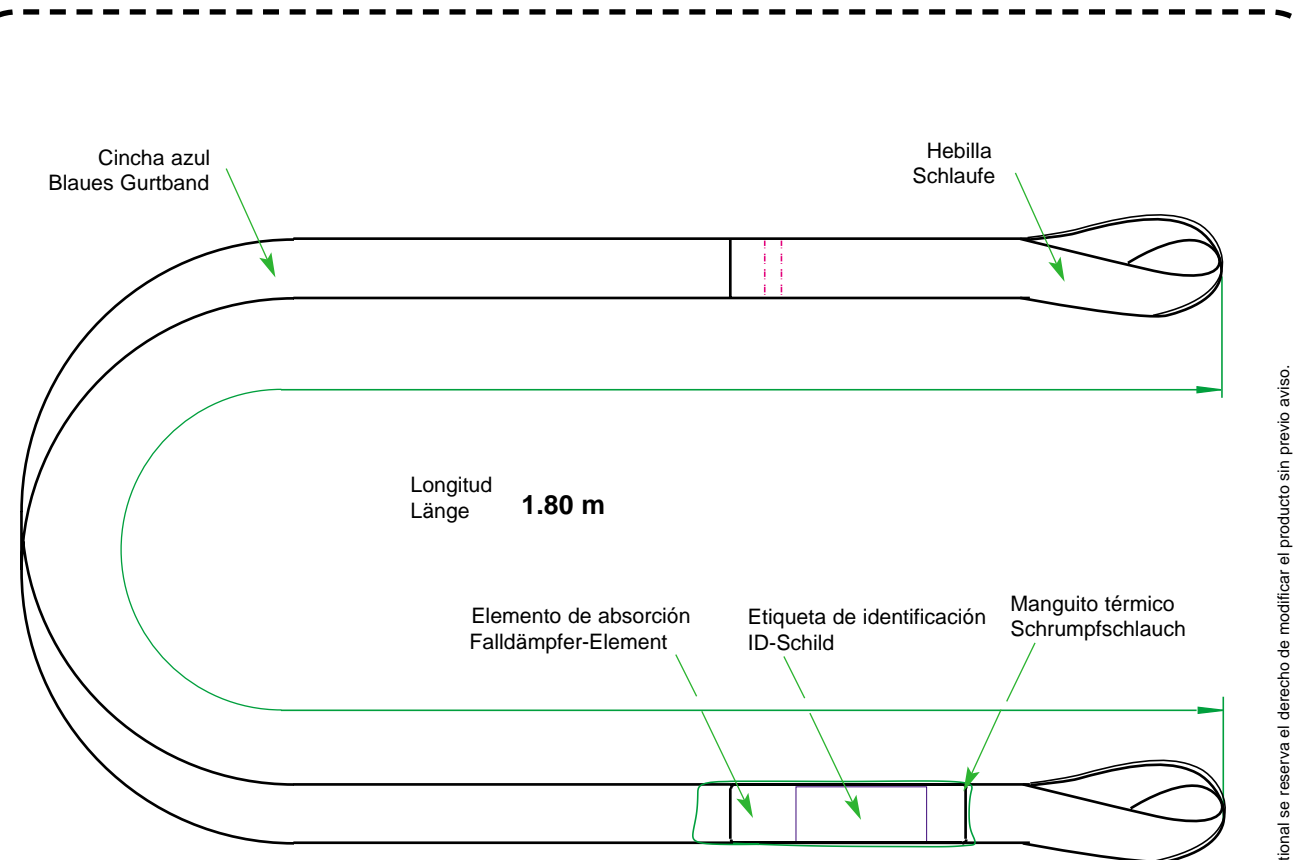 Cincha azul
Blaues Gurtband
Hebilla
Schlaufe
Longitud
Länge
1.80 m
Elemento de absorción
Falldämpfer-Element
Etiqueta de identificación
ID-Schild
Manguito térmico
Schrumpfschlauch
se reserva el derecho de modificar el producto sin previo aviso.